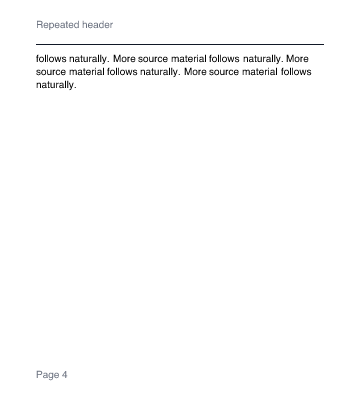 Repeated header
follows naturally. More source material follows naturally. More
source material follows naturally. More source material follows
naturally.
Page 4